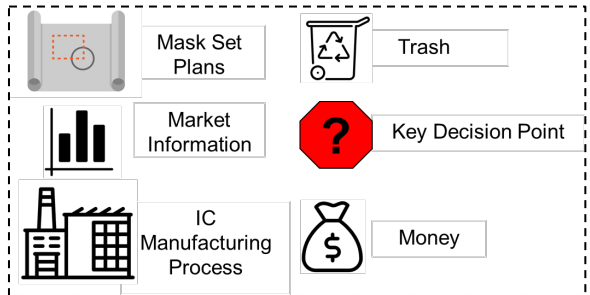 Mask Set
Plans
Trash
Market
Information
?
Key Decision Point
IC
Manufacturing
Process
$
Money